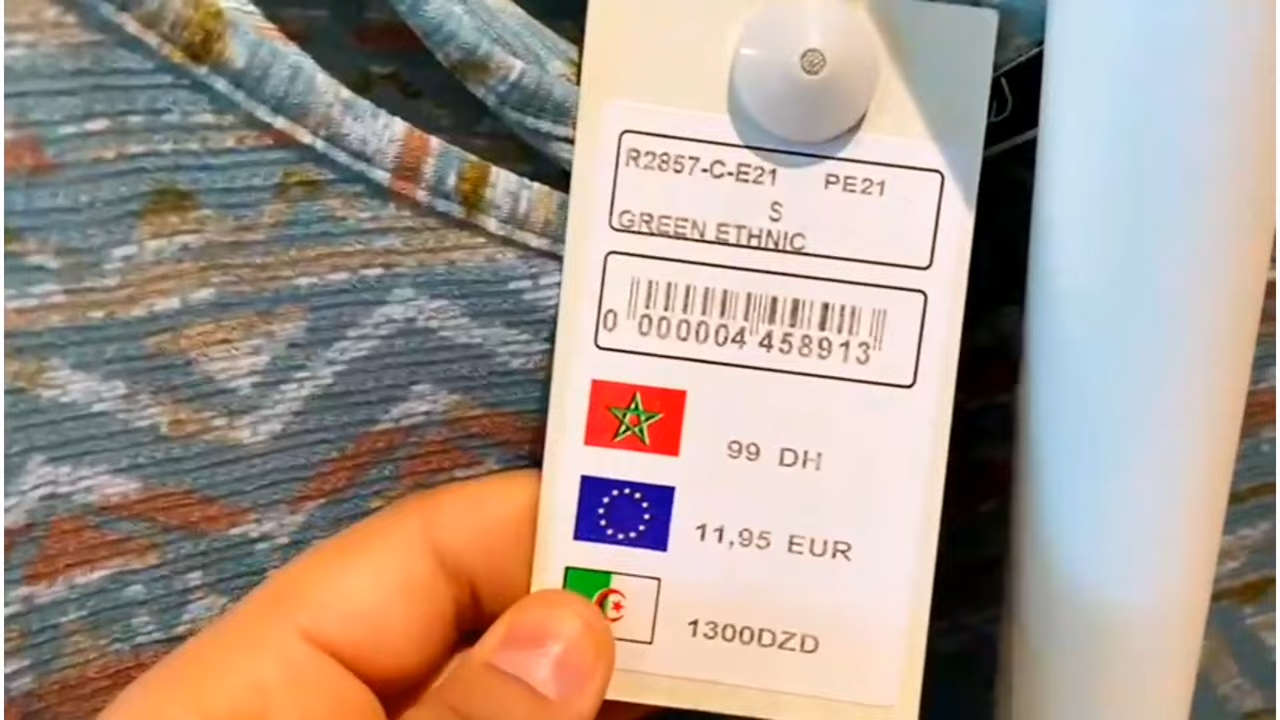 R2857-C-E21 PE21
S
GREEN ETHNIC
0 000004 458913
99 DH
11,95 EUR
1300DZD